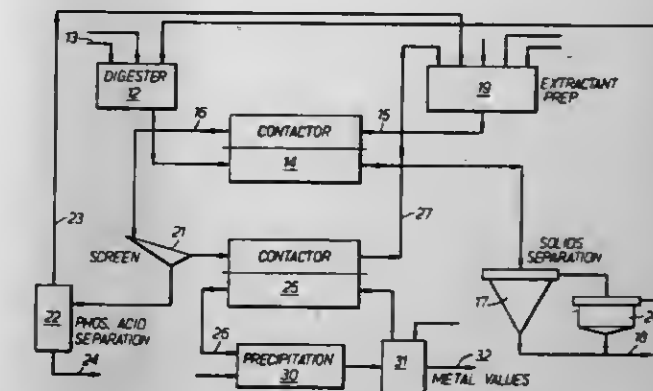 13
DIGESTER
12
16
CONTACTOR
14
15
19
EXTRACTANT
PREP.
23
SCREEN
21
CONTACTOR
25
27
SOLIDS
SEPARATION
17
18
22
PHOS. ACID
SEPARATION
24
26
PRECIPITATION
30
31
32
METAL VALUES